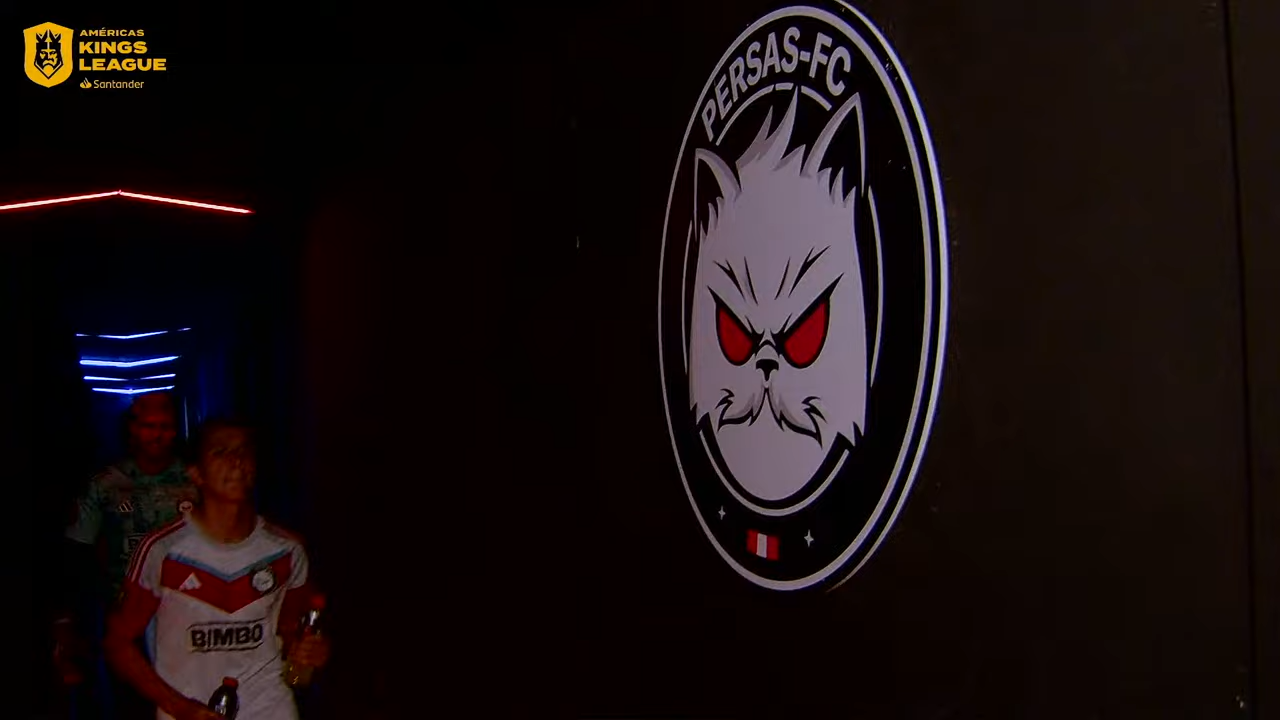 AMÉRICAS
KINGS
LEAGUE
Santander
PERSAS-FC
BIMBO